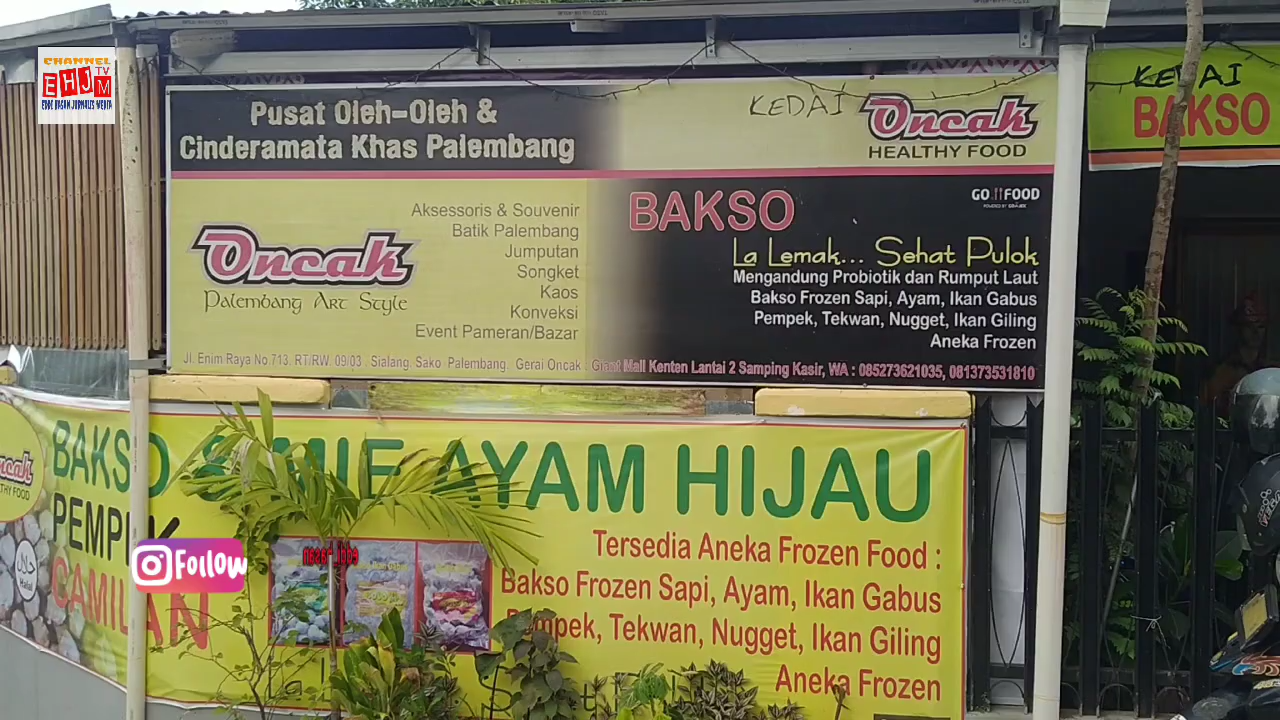 CHANNEL
EHJM TV
Pusat Oleh-Oleh &
Cinderamata Khas Palembang
KEDAI Oncak
HEALTHY FOOD
KEDAI
BAKSO
Oncak
Palembang Art Style
Aksessoris & Souvenir
Batik Palembang
Jumputan
Songket
Kaos
Konveksi
Event Pameran/Bazar
BAKSO
GO FOOD
La Lemak... Sehat Pulok
Mengandung Probiotik dan Rumput Laut
Bakso Frozen Sapi, Ayam, Ikan Gabus
Pempek, Tekwan, Nugget, Ikan Giling
Aneka Frozen
Jl. Enim Raya No.713. RT/RW. 09/03 . Sialang. Sako. Palembang. Gerai Oncak : Giant Mall Kenten Lantai 2 Samping Kasir, WA : 085273621035, 081373531810
BAKSO & MIE AYAM HIJAU
PEMPEK
CAMILAN
Halal
Follow
Tersedia Aneka Frozen Food :
Bakso Frozen Sapi, Ayam, Ikan Gabus
Pempek, Tekwan, Nugget, Ikan Giling
Aneka Frozen